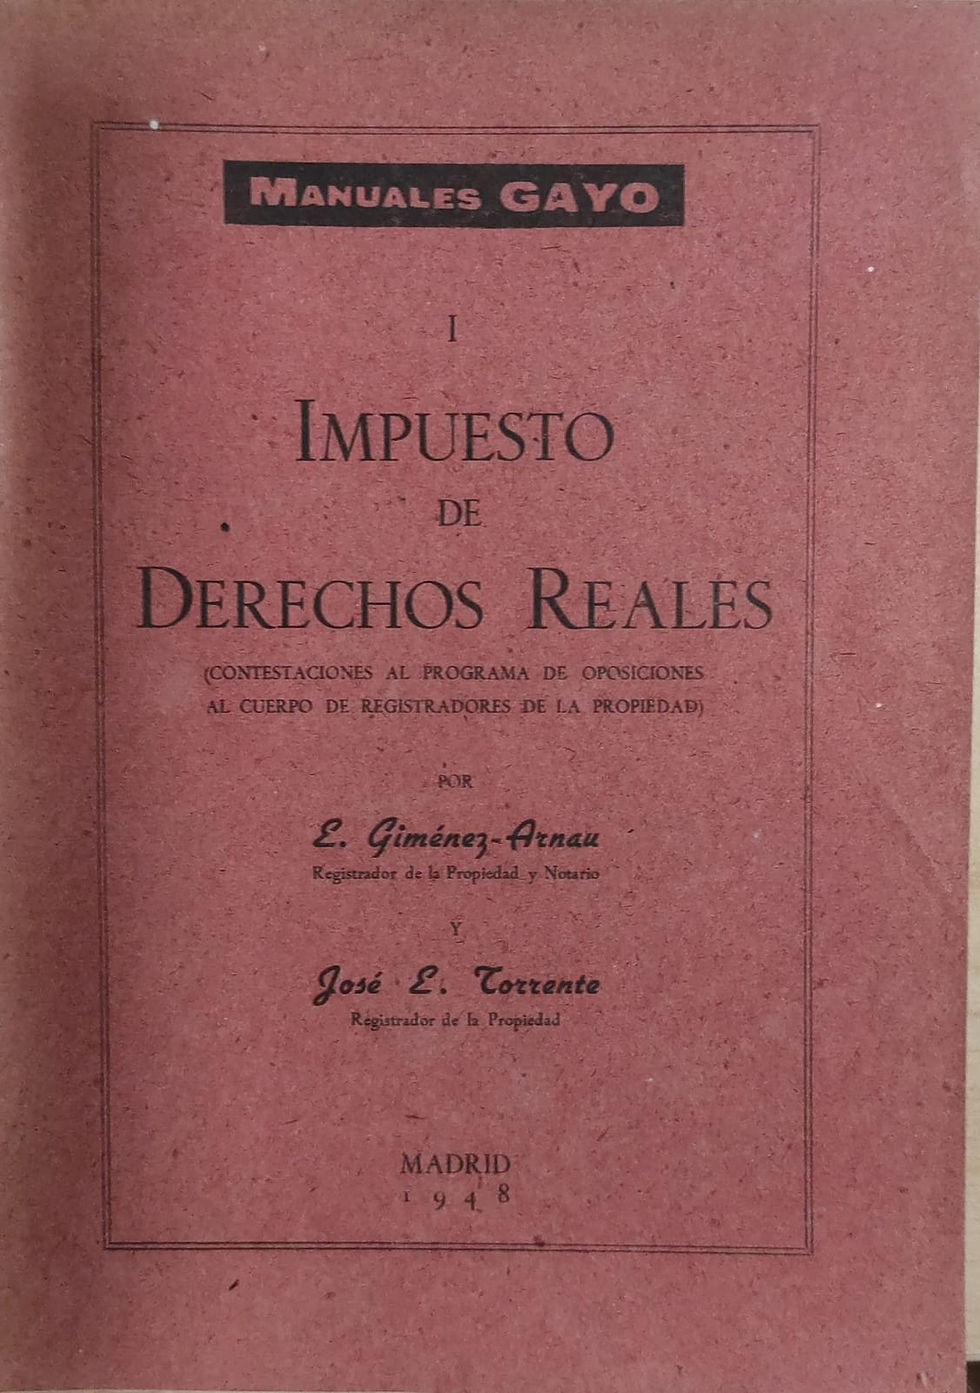 MANUALES GAYO
I
IMPUESTO
DE
DERECHOS REALES
(CONTESTACIONES AL PROGRAMA DE OPOSICIONES
AL CUERPO DE REGISTRADORES DE LA PROPIEDAD)
POR
E. Giménez-Arnau
Registrador de la Propiedad y Notario
Y
José E. Torrente
Registrador de la Propiedad
MADRID
1948